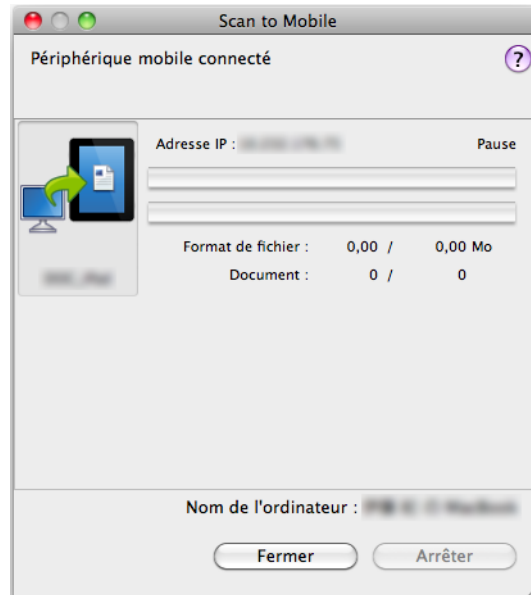 Scan to Mobile
Périphérique mobile connecté ?
Adresse IP : Pause
Format de fichier : 0,00 / 0,00 Mo
Document : 0 / 0
Nom de l'ordinateur :
Fermer Arrêter